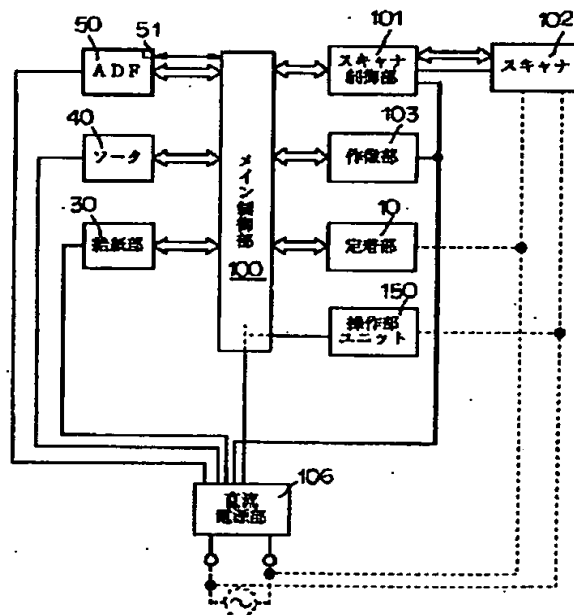 50
51
ADF
40
ソータ
30
給紙部
メイン制御部
100
101
スキャナ
制御部
102
スキャナ
103
作像部
10
定着部
150
操作部
ユニット
106
直流
電源部